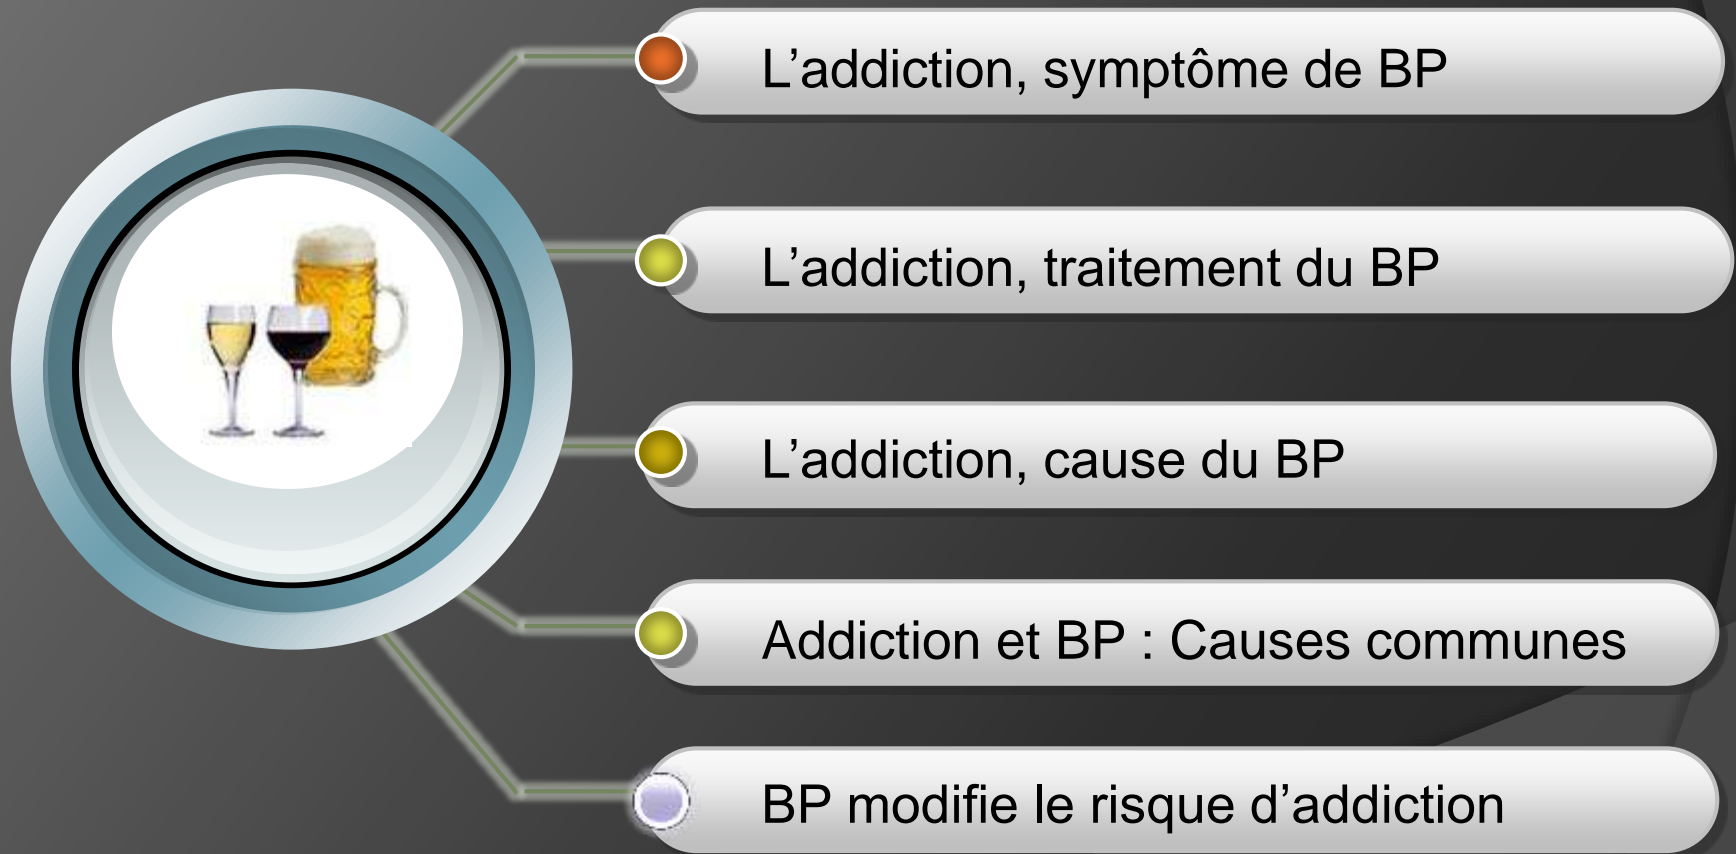 L’addiction, symptôme de BP
L’addiction, traitement du BP
L’addiction, cause du BP
Addiction et BP : Causes communes
BP modifie le risque d’addiction